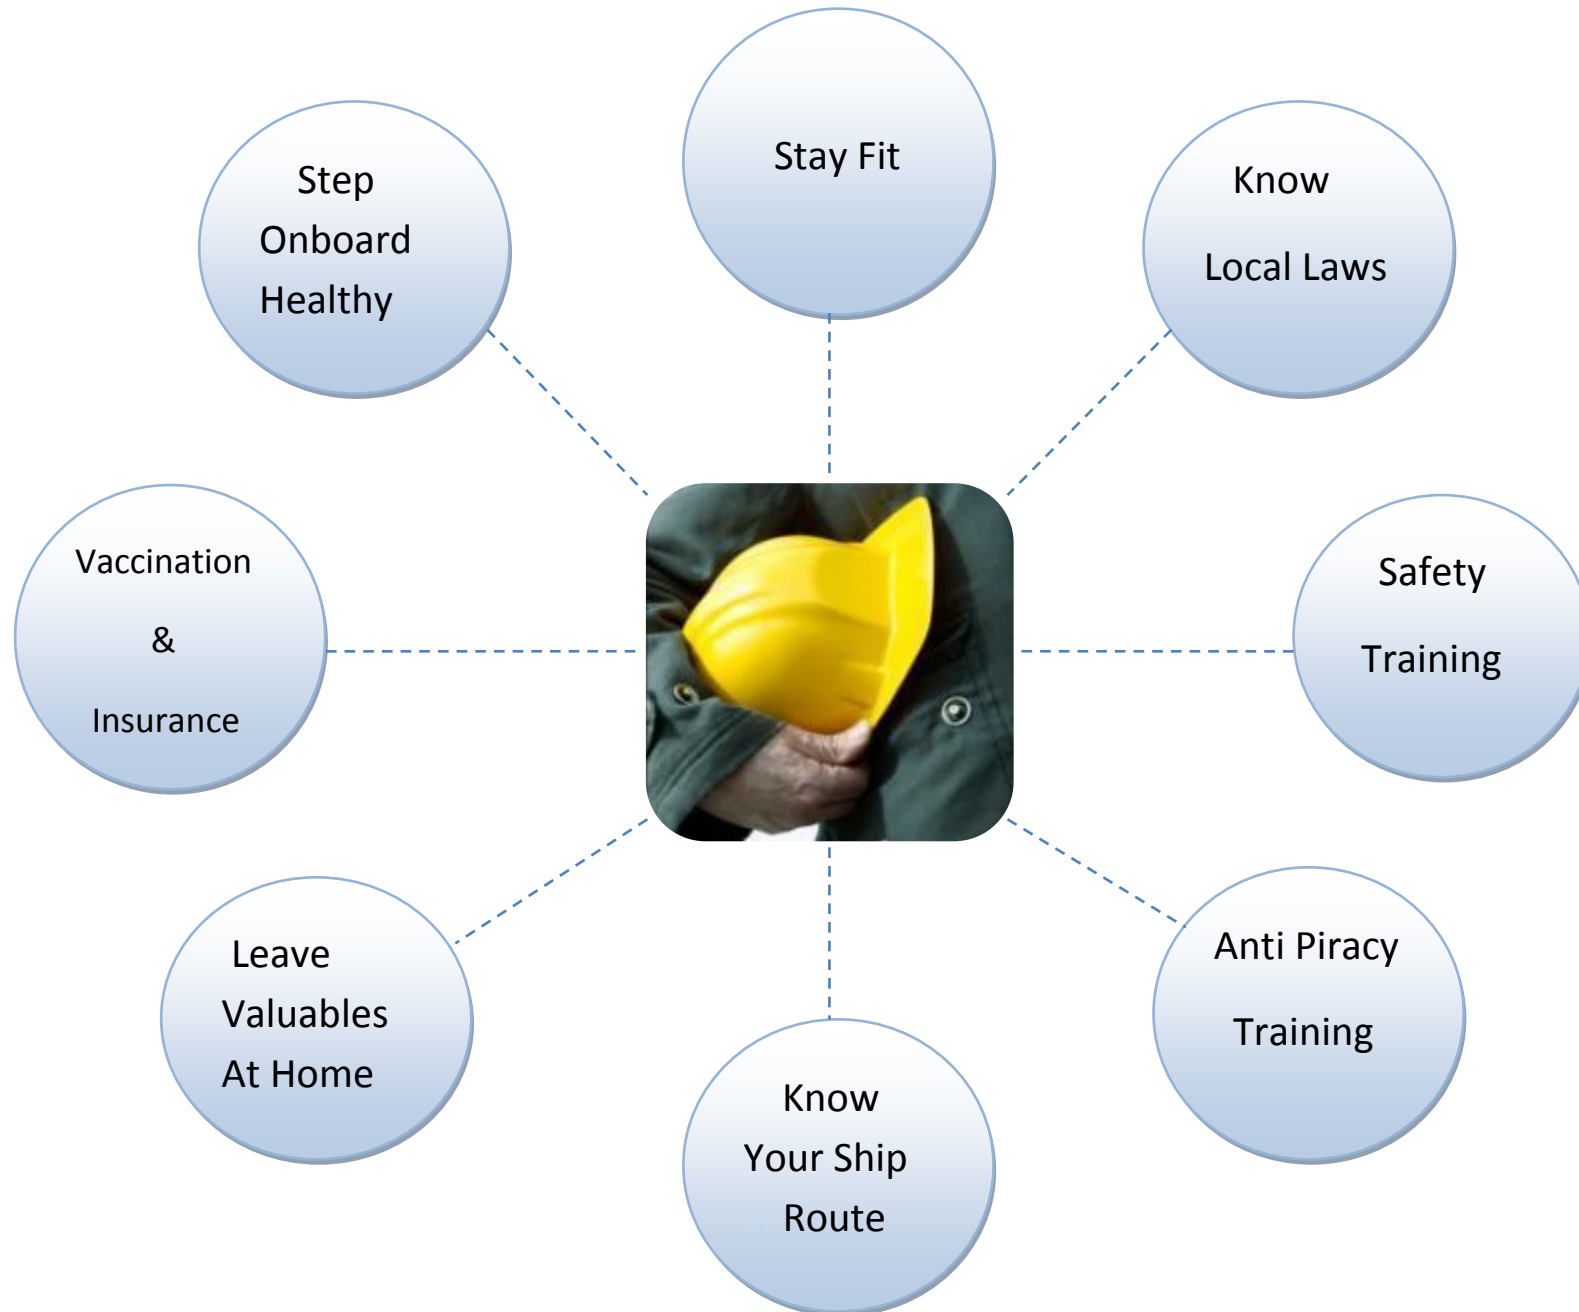 Stay Fit
Step
Onboard
Healthy
Know
Local Laws
Vaccination
&
Insurance
Safety
Training
Leave
Valuables
At Home
Anti Piracy
Training
Know
Your Ship
Route